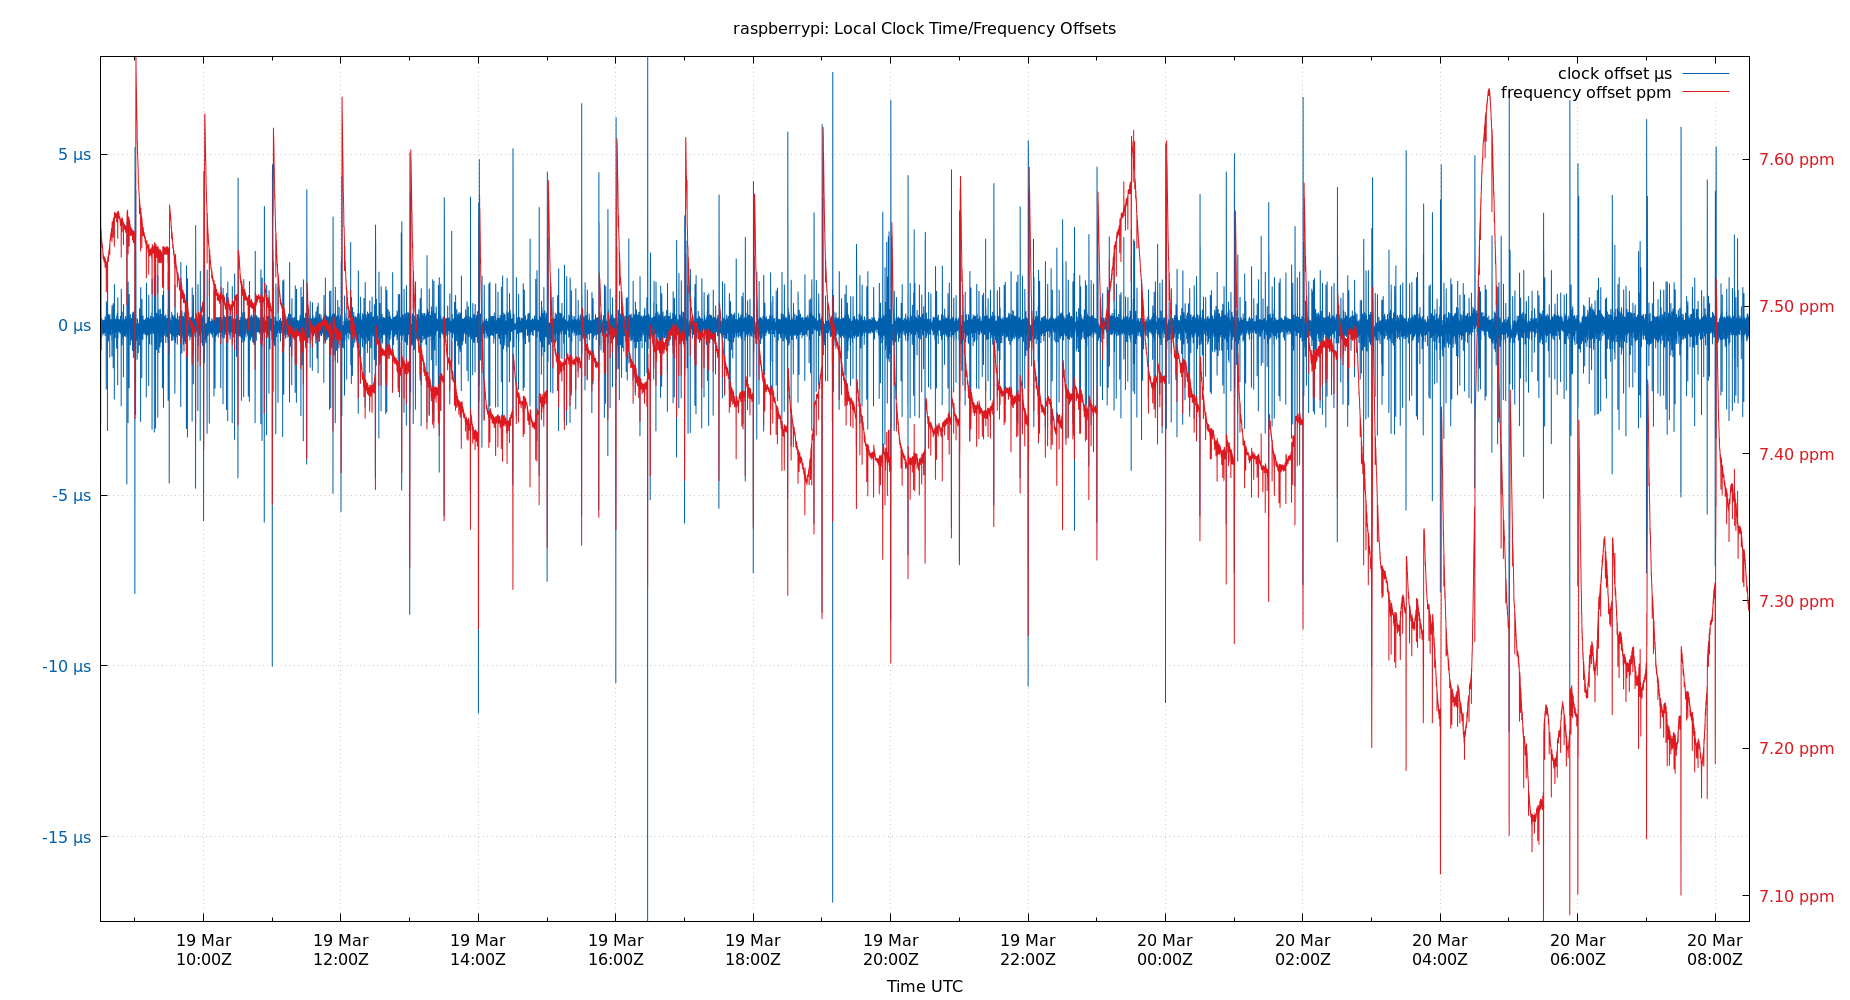 raspberrypi: Local Clock Time/Frequency Offsets
clock offset µs
frequency offset ppm
5 µs
0 µs
-5 µs
-10 µs
-15 µs
7.60 ppm
7.50 ppm
7.40 ppm
7.30 ppm
7.20 ppm
7.10 ppm
19 Mar 19 Mar 19 Mar 19 Mar 19 Mar 19 Mar 19 Mar 20 Mar 20 Mar 20 Mar 20 Mar 20 Mar
10:00Z 12:00Z 14:00Z 16:00Z 18:00Z 20:00Z 22:00Z 00:00Z 02:00Z 04:00Z 06:00Z 08:00Z
Time UTC